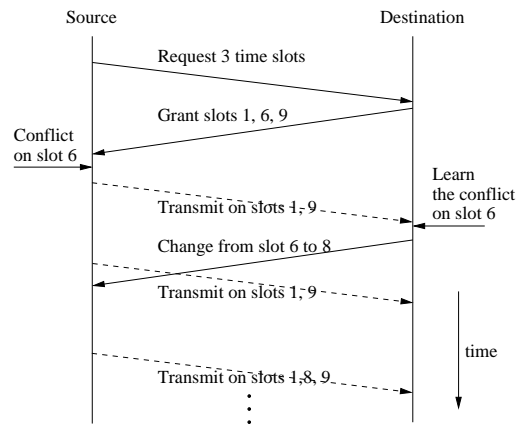 Source
Destination
Request 3 time slots
Grant slots 1, 6, 9
Conflict
on slot 6
Learn
the conflict
on slot 6
Transmit on slots 1, 9
Change from slot 6 to 8
Transmit on slots 1, 9
time
Transmit on slots 1,8, 9